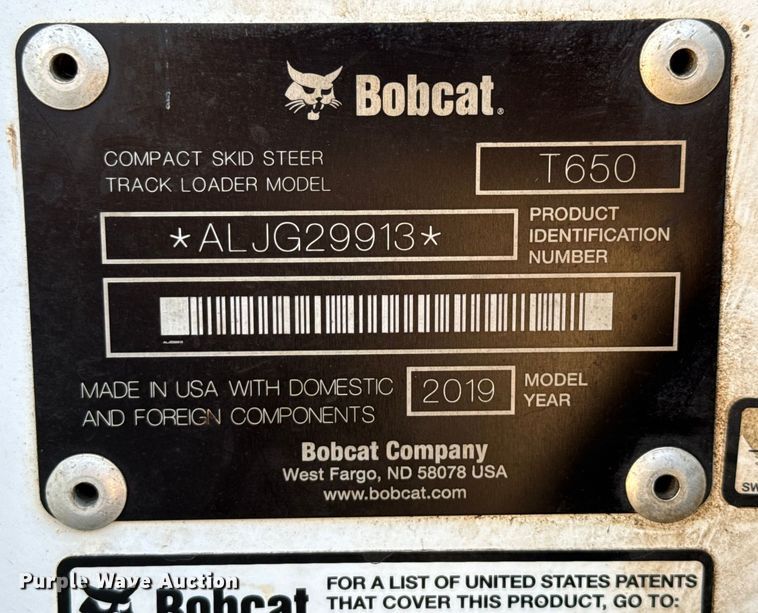 Bobcat.
COMPACT SKID STEER
TRACK LOADER MODEL
T650
*ALJG29913*
PRODUCT
IDENTIFICATION
NUMBER
MADE IN USA WITH DOMESTIC
AND FOREIGN COMPONENTS
2019
MODEL
YEAR
Bobcat Company
West Fargo, ND 58078 USA
www.bobcat.com
SW
Purple Wave Auction
Bobcat
FOR A LIST OF UNITED STATES PATENTS
THAT COVER THIS PRODUCT, GO TO: